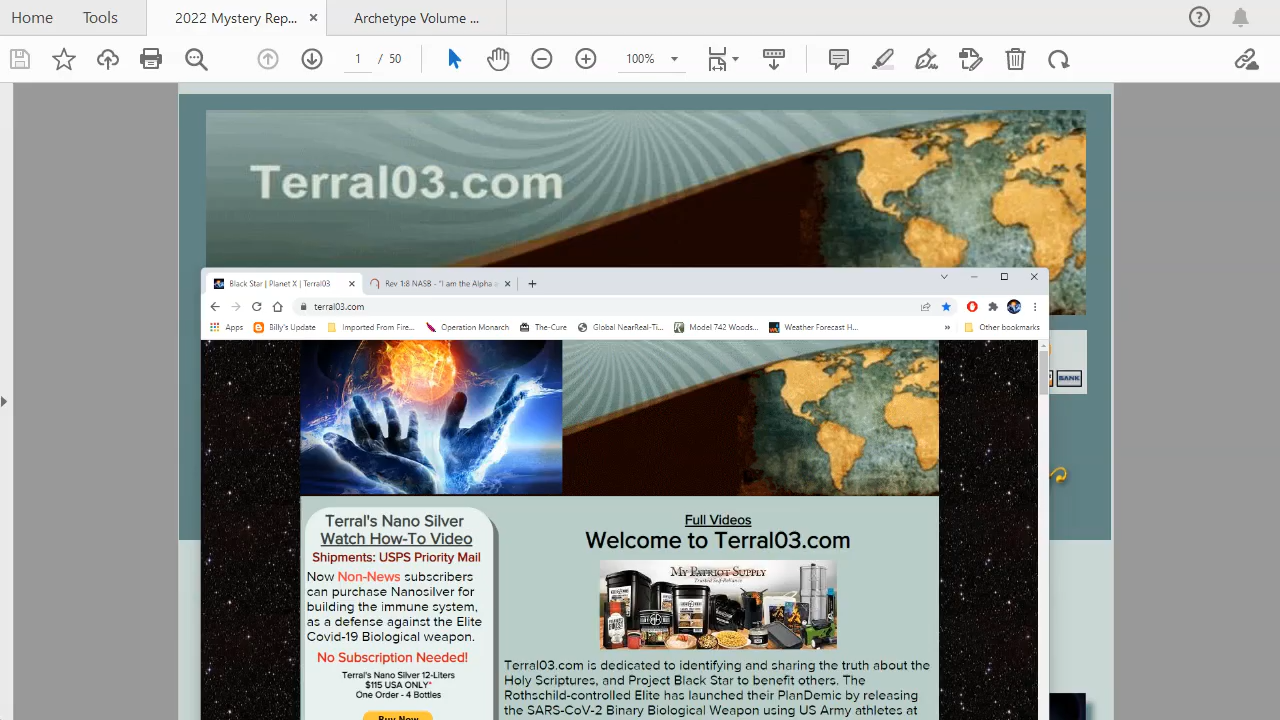 Home
Tools
2022 Mystery Rep...
Archetype Volume ...
1 / 50
100%
Terral03.com
Black Star | Planet X | Terral03
Rev 1:8 NASB - "I am the Alpha a
terral03.com
Apps
Billy's Update
Imported From Fire...
Operation Monarch
The-Cure
Global NearReal-Ti...
Model 742 Woods...
Weather Forecast H...
»
Other bookmarks
BANK
Terral's Nano Silver
Watch How-To Video
Shipments: USPS Priority Mail
Now Non-News subscribers
can purchase Nanosilver for
building the immune system,
as a defense against the Elite
Covid-19 Biological weapon.
No Subscription Needed!
Terral's Nano Silver 12-Liters
$115 USA ONLY*
One Order - 4 Bottles
Buy Now
Full Videos
Welcome to Terral03.com
My Patriot Supply
Trusted Self-Reliance
Terral03.com is dedicated to identifying and sharing the truth about the
Holy Scriptures, and Project Black Star to benefit others. The
Rothschild-controlled Elite has launched their PlanDemic by releasing
the SARS-CoV-2 Binary Biological Weapon using US Army athletes at